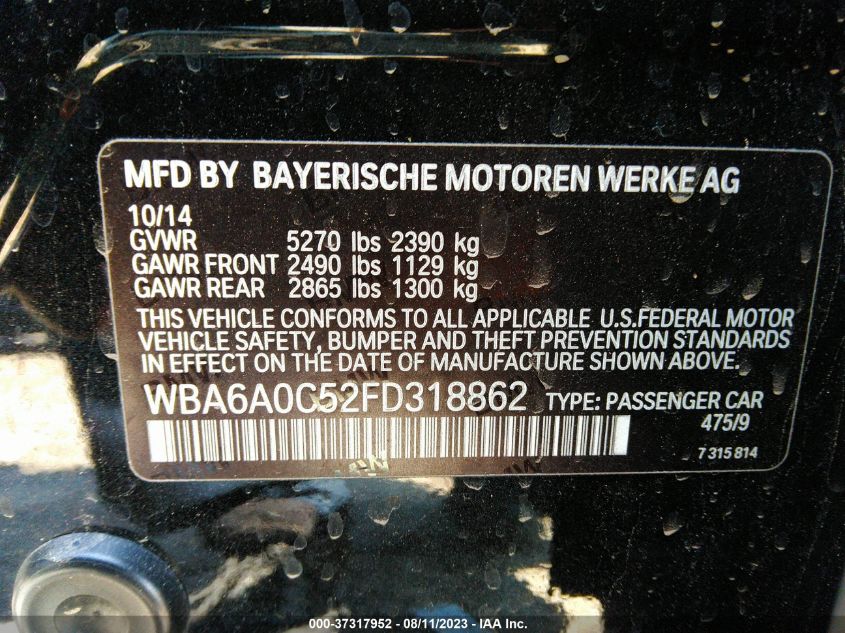 MFD BY BAYERISCHE MOTOREN WERKE AG
10/14
GVWR 5270 lbs 2390 kg
GAWR FRONT 2490 lbs 1129 kg
GAWR REAR 2865 lbs 1300 kg
THIS VEHICLE CONFORMS TO ALL APPLICABLE U.S.FEDERAL MOTOR
VEHICLE SAFETY, BUMPER AND THEFT PREVENTION STANDARDS
IN EFFECT ON THE DATE OF MANUFACTURE SHOWN ABOVE.
WBA6A0C52FD318862 TYPE: PASSENGER CAR
475/9
7 315 814
000-37317952 - 08/11/2023 - IAA Inc.